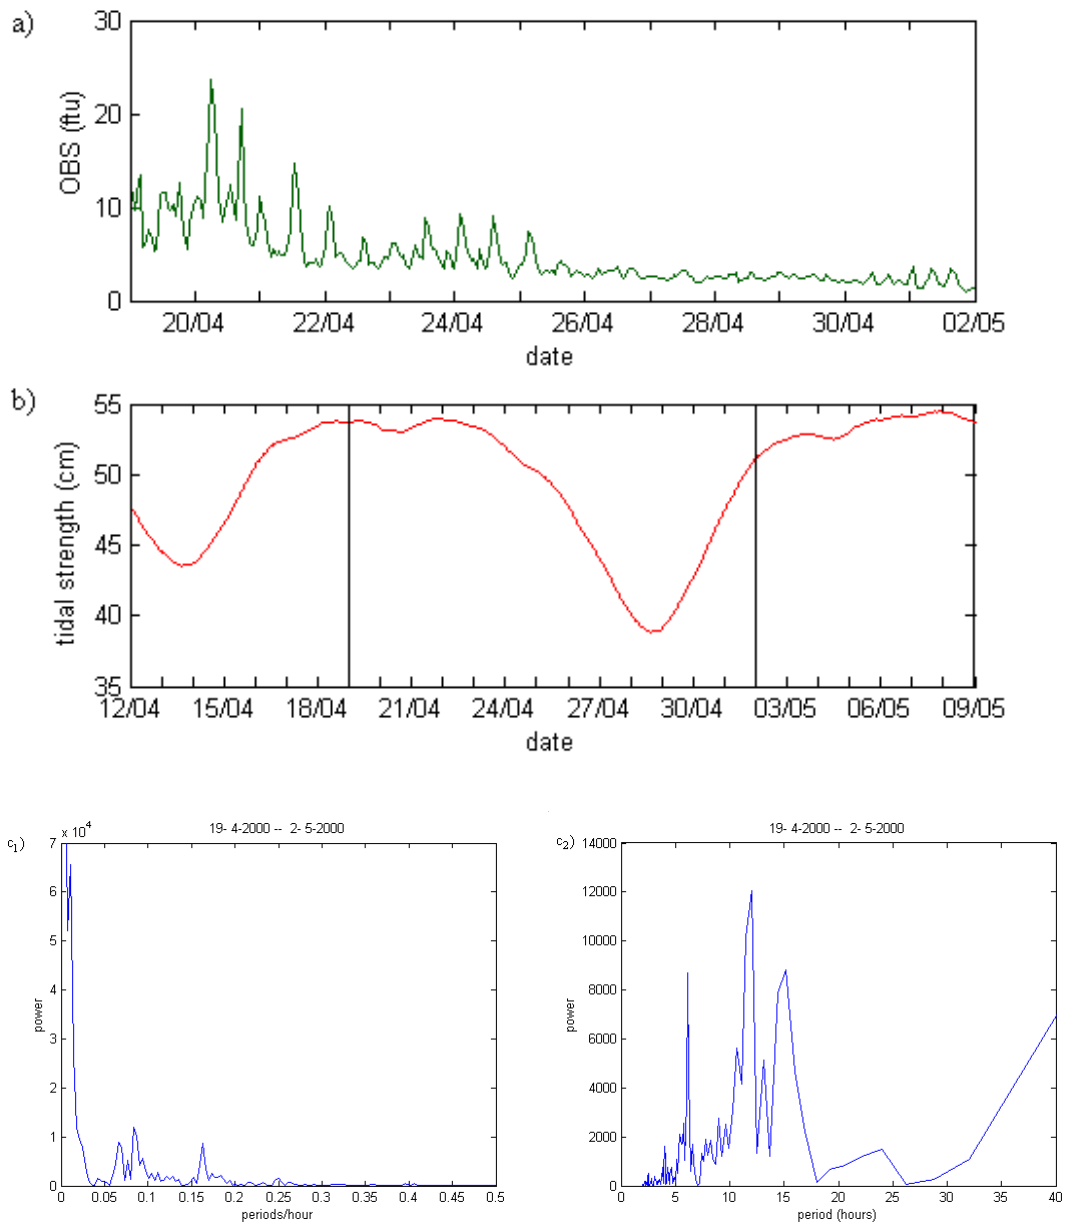 a)
30
20
10
0
OBS (ftu)
20/04 22/04 24/04 26/04 28/04 30/04 02/05
date
b)
55
50
45
40
35
tidal strength (cm)
12/04 15/04 18/04 21/04 24/04 27/04 30/04 03/05 06/05 09/05
date
c1)
19- 4-2000 -- 2- 5-2000
x 10^4
7
6
5
4
3
2
1
0
power
0 0.05 0.1 0.15 0.2 0.25 0.3 0.35 0.4 0.45 0.5
periods/hour
c2)
19- 4-2000 -- 2- 5-2000
14000
12000
10000
8000
6000
4000
2000
0
power
0 5 10 15 20 25 30 35 40
period (hours)